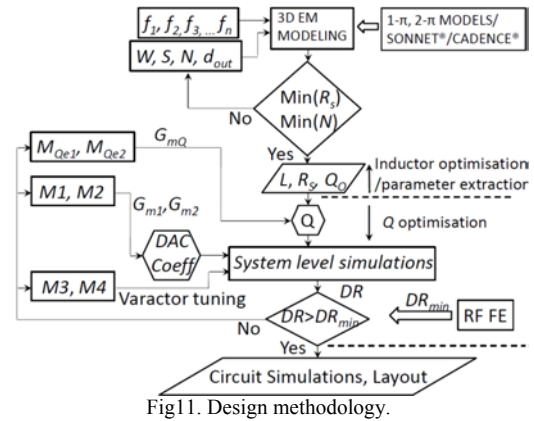 f1, f2, f3, ... fn
3D EM
MODELING
1-π, 2-π MODELS/
SONNET®/CADENCE®
W, S, N, dout
Min(Rs)
Min(N)
No
Yes
MQe1, MQe2
GmQ
L, RS, QO
Inductor optimisation
/parameter extraction
M1, M2
Gm1, Gm2
Q
Q optimisation
DAC
Coeff
System level simulations
M3, M4
Varactor tuning
DR
DR>DRmin
DRmin
RF FE
No
Yes
Circuit Simulations, Layout
Fig11. Design methodology.